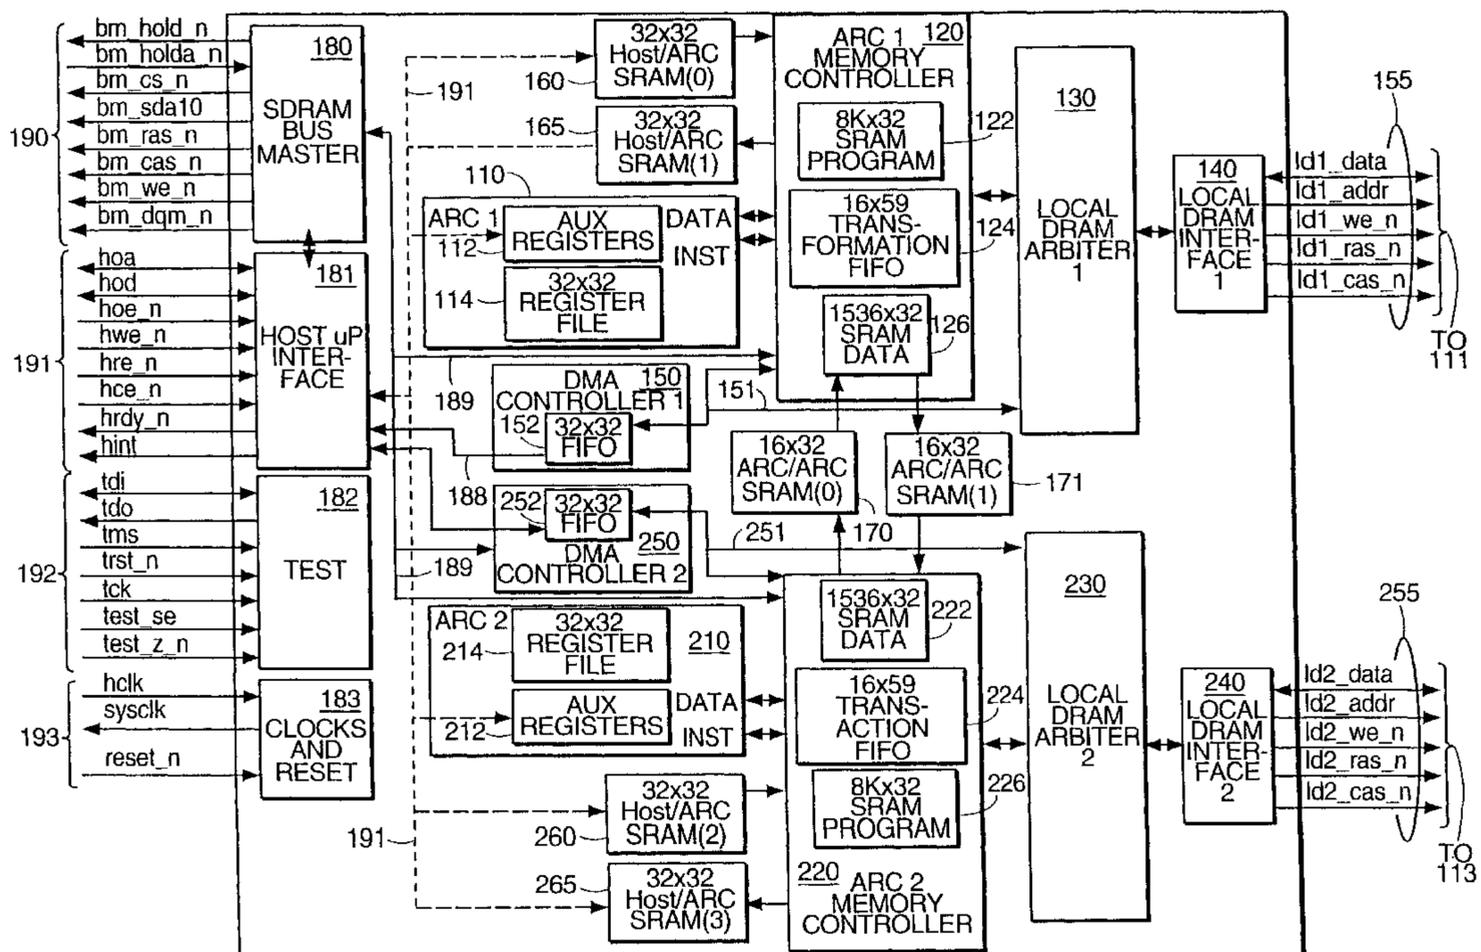 190
bm_hold_n
bm_holda_n
bm_cs_n
bm_sda10
bm_ras_n
bm_cas_n
bm_we_n
bm_dqm_n
180
SDRAM
BUS
MASTER
191
hoa
hod
hoe_n
hwe_n
hre_n
hce_n
hrdy_n
hint
181
HOST uP
INTER-
FACE
192
tdi
tdo
tms
trst_n
tck
test_se
test_z_n
182
TEST
193
hclk
sysclk
reset_n
183
CLOCKS
AND
RESET
191
32x32
Host/ARC
SRAM(0)
160
165
32x32
Host/ARC
SRAM(1)
110
ARC 1
AUX
REGISTERS
112
DATA
INST
114
32x32
REGISTER
FILE
189
DMA
150
CONTROLLER 1
152
32x32
FIFO
188
151
252
32x32
FIFO
DMA
250
CONTROLLER 2
251
189
ARC 2
32x32
REGISTER
FILE
214
210
AUX
REGISTERS
212
DATA
INST
191
32x32
Host/ARC
SRAM(2)
260
265
32x32
Host/ARC
SRAM(3)
ARC 1
120
MEMORY
CONTROLLER
8Kx32
SRAM
PROGRAM
122
16x59
TRANS-
FORMATION
FIFO
124
1536x32
SRAM
DATA
126
16x32
ARC/ARC
SRAM(0)
170
16x32
ARC/ARC
SRAM(1)
171
1536x32
SRAM
DATA
222
16x59
TRANS-
ACTION
FIFO
224
8Kx32
SRAM
PROGRAM
226
220
ARC 2
MEMORY
CONTROLLER
130
LOCAL
DRAM
ARBITER
1
140
LOCAL
DRAM
INTER-
FACE
1
155
ld1_data
ld1_addr
ld1_we_n
ld1_ras_n
ld1_cas_n
TO
111
230
LOCAL
DRAM
ARBITER
2
240
LOCAL
DRAM
INTER-
FACE
2
255
ld2_data
ld2_addr
ld2_we_n
ld2_ras_n
ld2_cas_n
TO
113